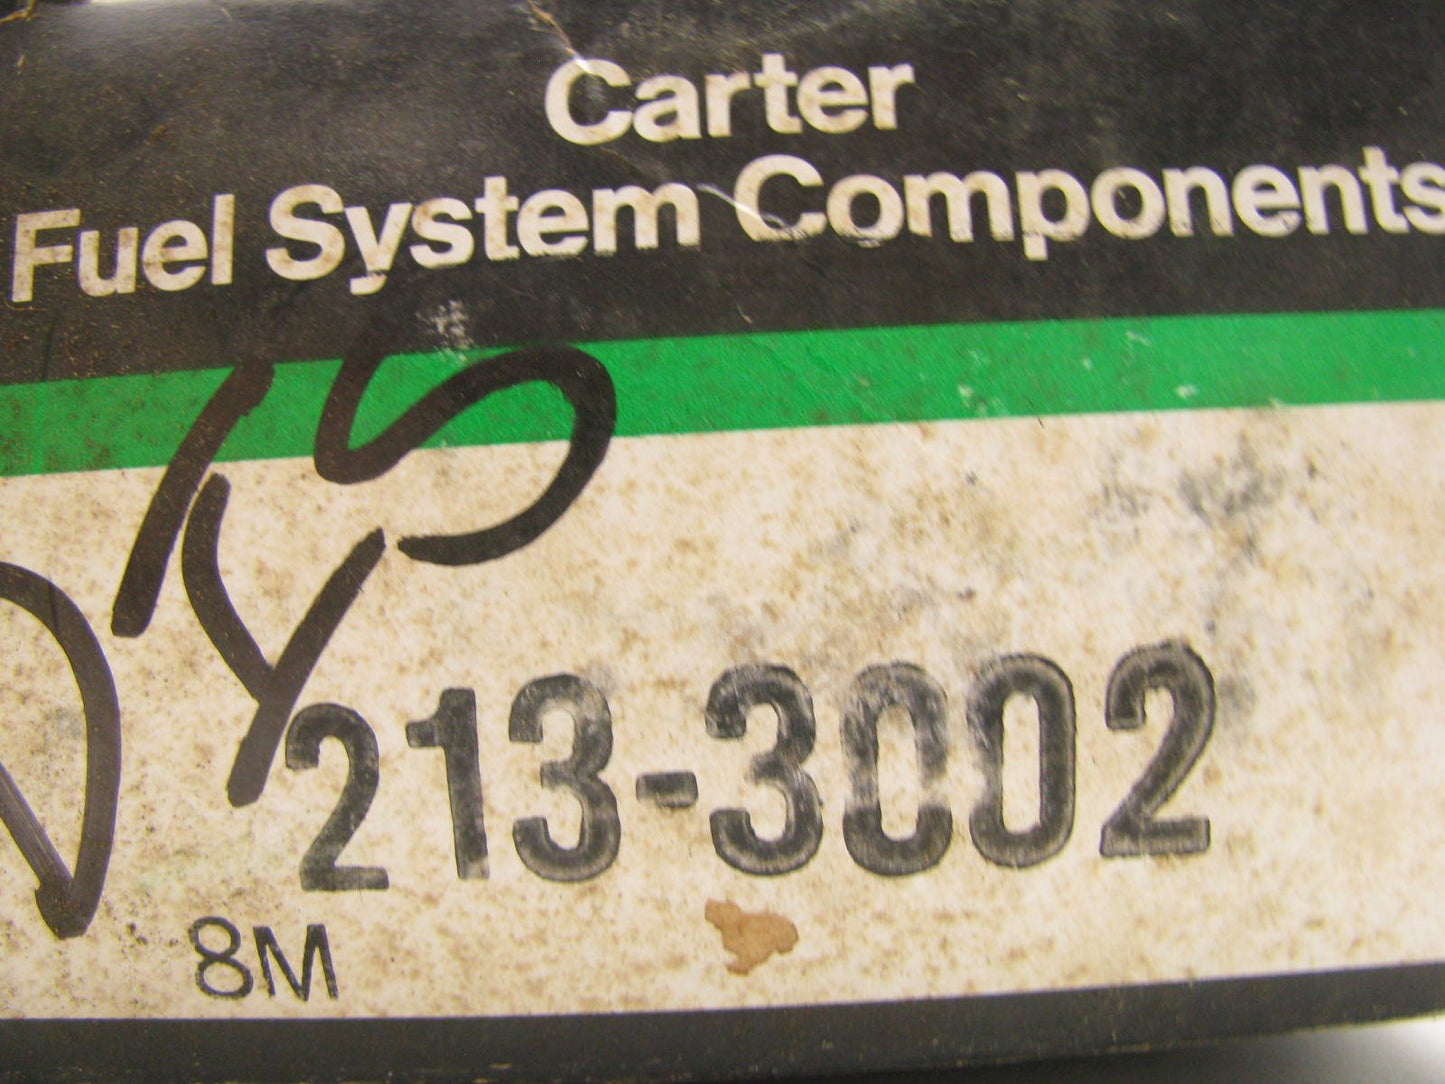 Carter
Fuel System Components
213-3002
8M